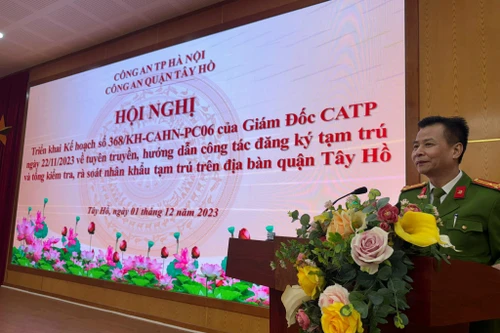 CÔNG AN TP HÀ NỘI
CÔNG AN QUẬN TÂY HỒ
HỘI NGHỊ
Triển khai Kế hoạch số 368/KH-CAHN-PC06 của Giám Đốc CATP
ngày 22/11/2023 về tuyên truyền, hướng dẫn công tác đăng ký tạm trú
và tổng kiểm tra, rà soát nhân khẩu tạm trú trên địa bàn quận Tây Hồ
Tây Hồ, ngày 01 tháng 12 năm 2023